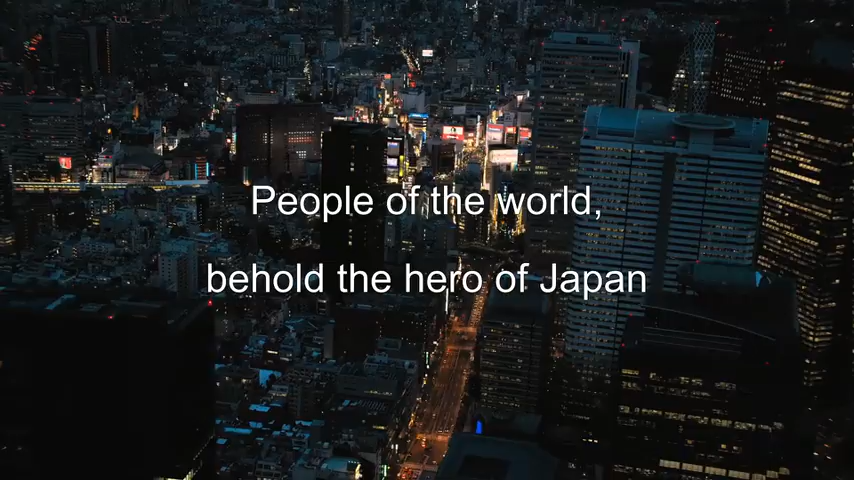 People of the world,
behold the hero of Japan